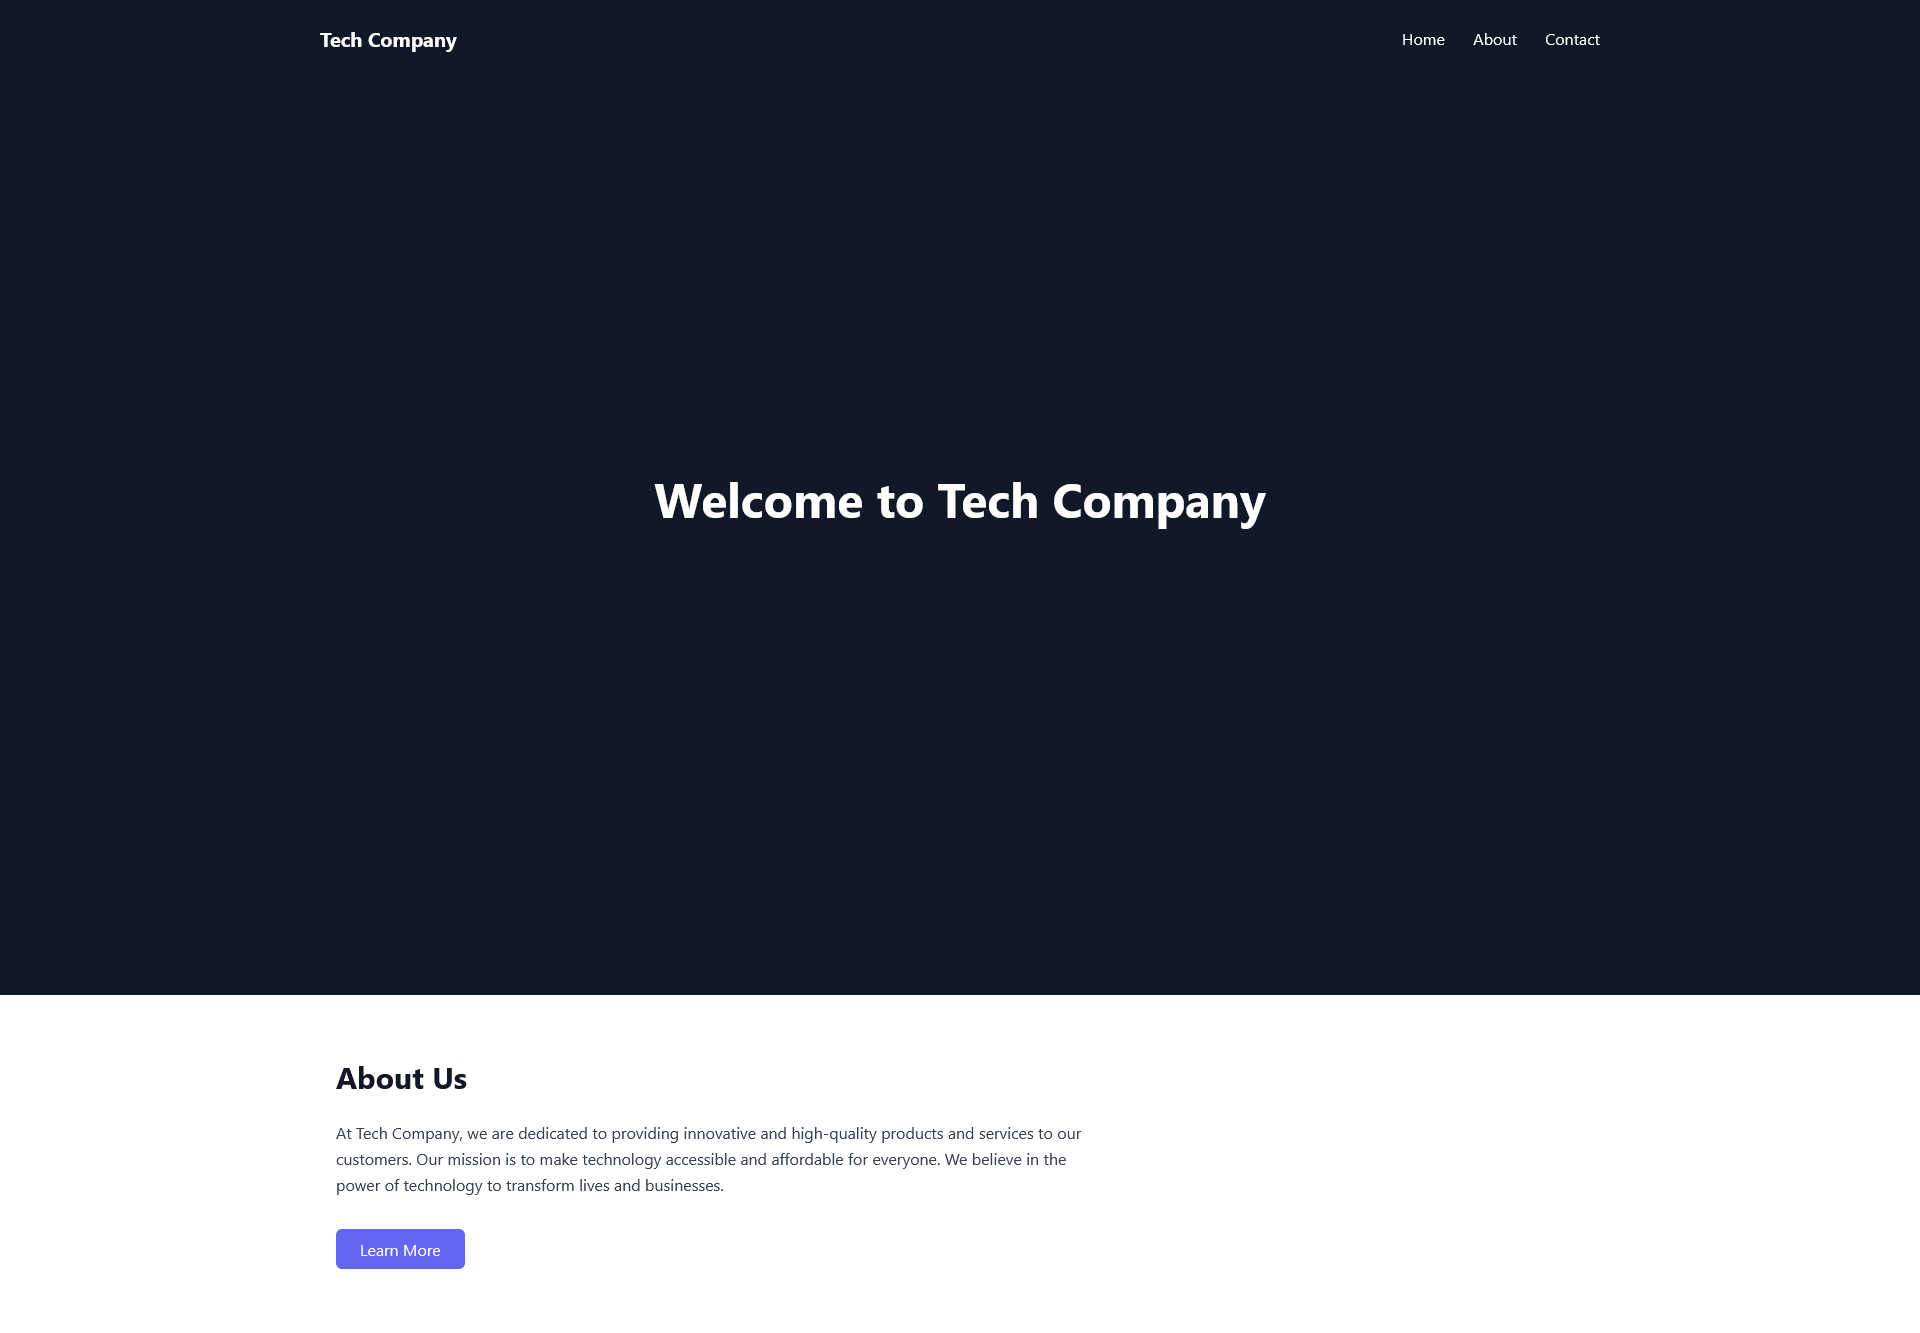 Tech Company
Home
About
Contact
Welcome to Tech Company
About Us
At Tech Company, we are dedicated to providing innovative and high-quality products and services to our
customers. Our mission is to make technology accessible and affordable for everyone. We believe in the
power of technology to transform lives and businesses.
Learn More